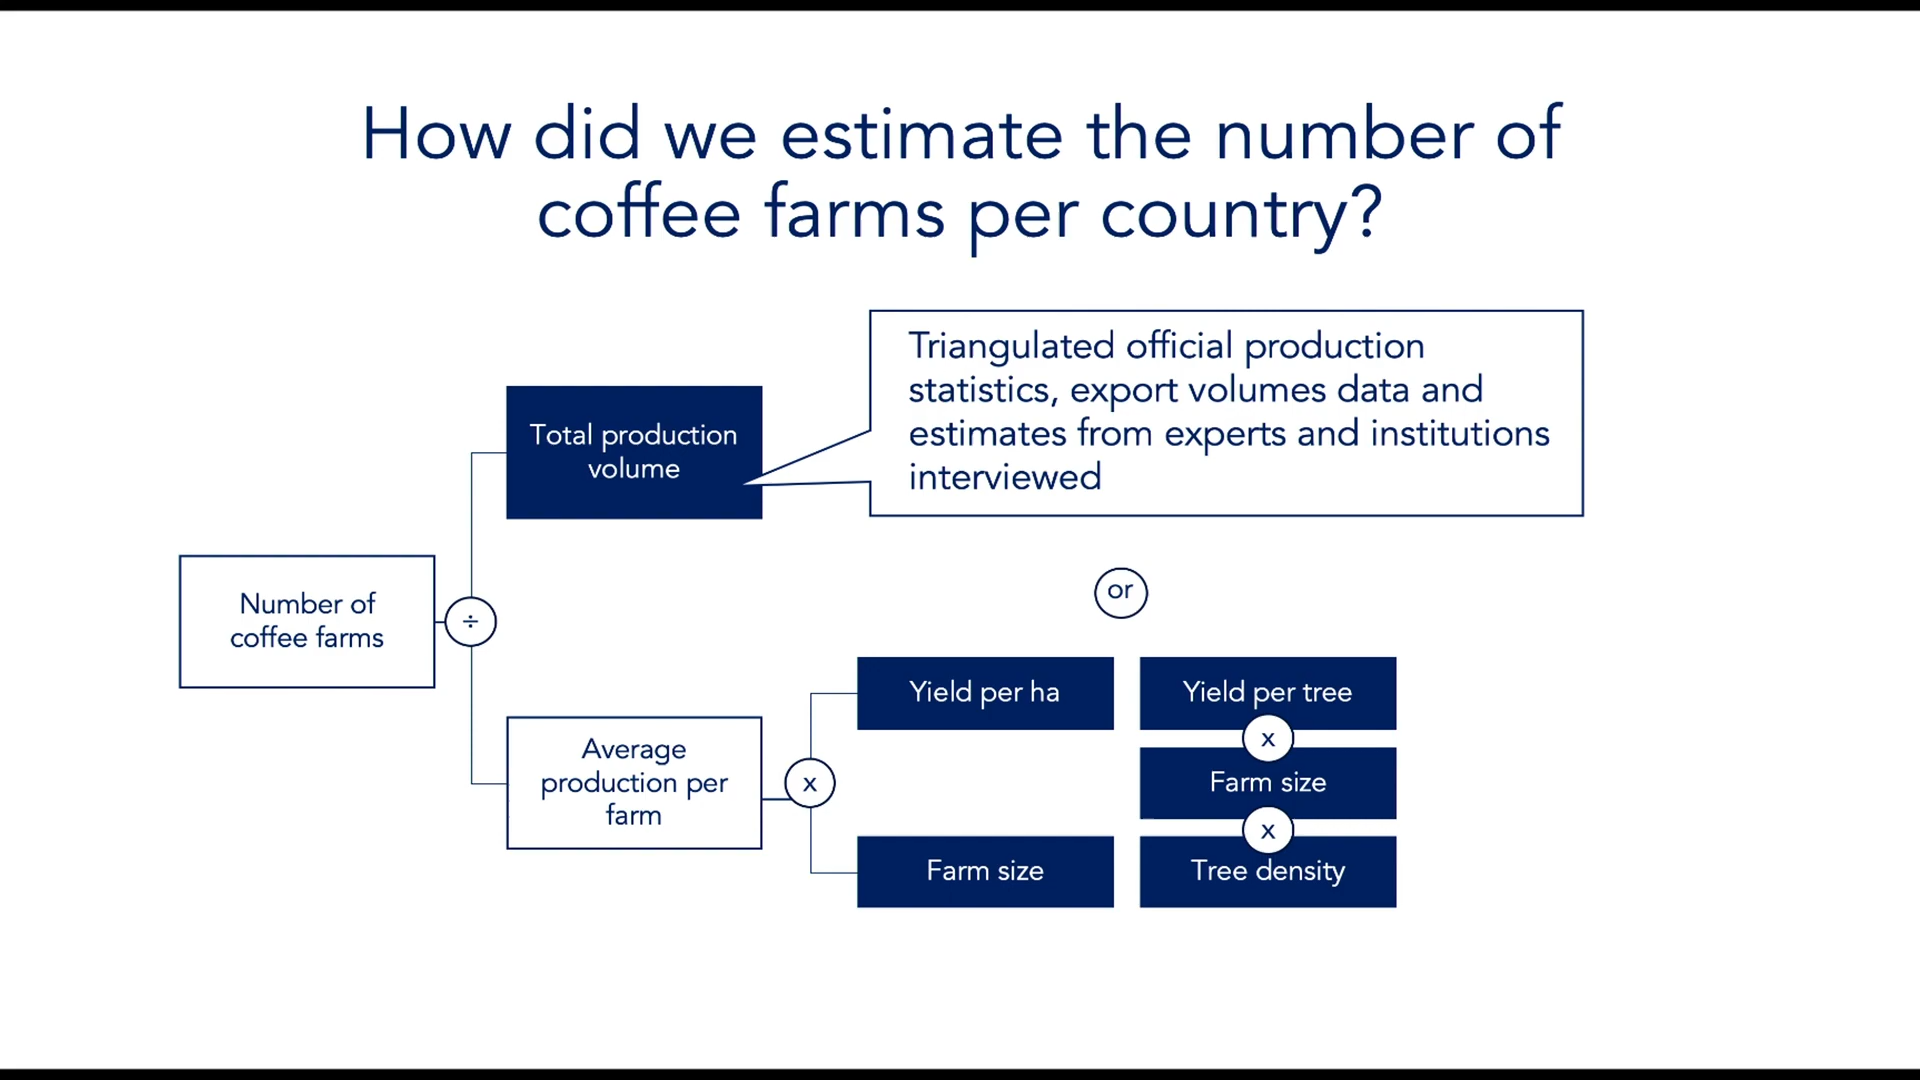 How did we estimate the number of
coffee farms per country?
Triangulated official production
statistics, export volumes data and
estimates from experts and institutions
interviewed
Total production
volume
Number of
coffee farms
÷
or
Average
production per
farm
x
Yield per ha
Farm size
Yield per tree
x
Farm size
x
Tree density